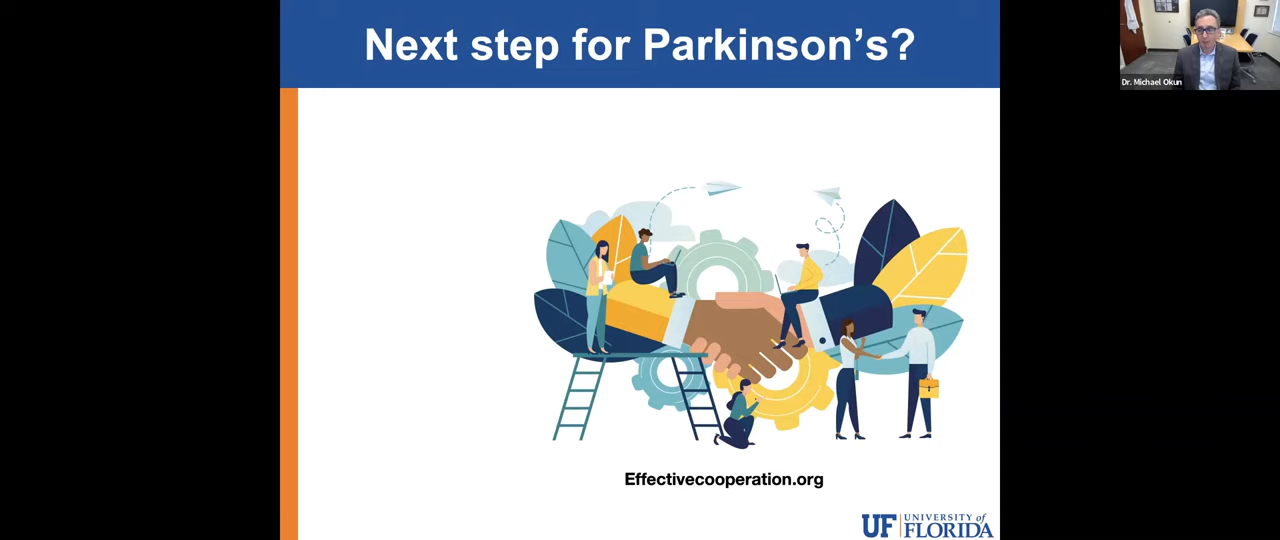 Next step for Parkinson's?
Dr. Michael Okun
Effectivecooperation.org
UF UNIVERSITY of
FLORIDA